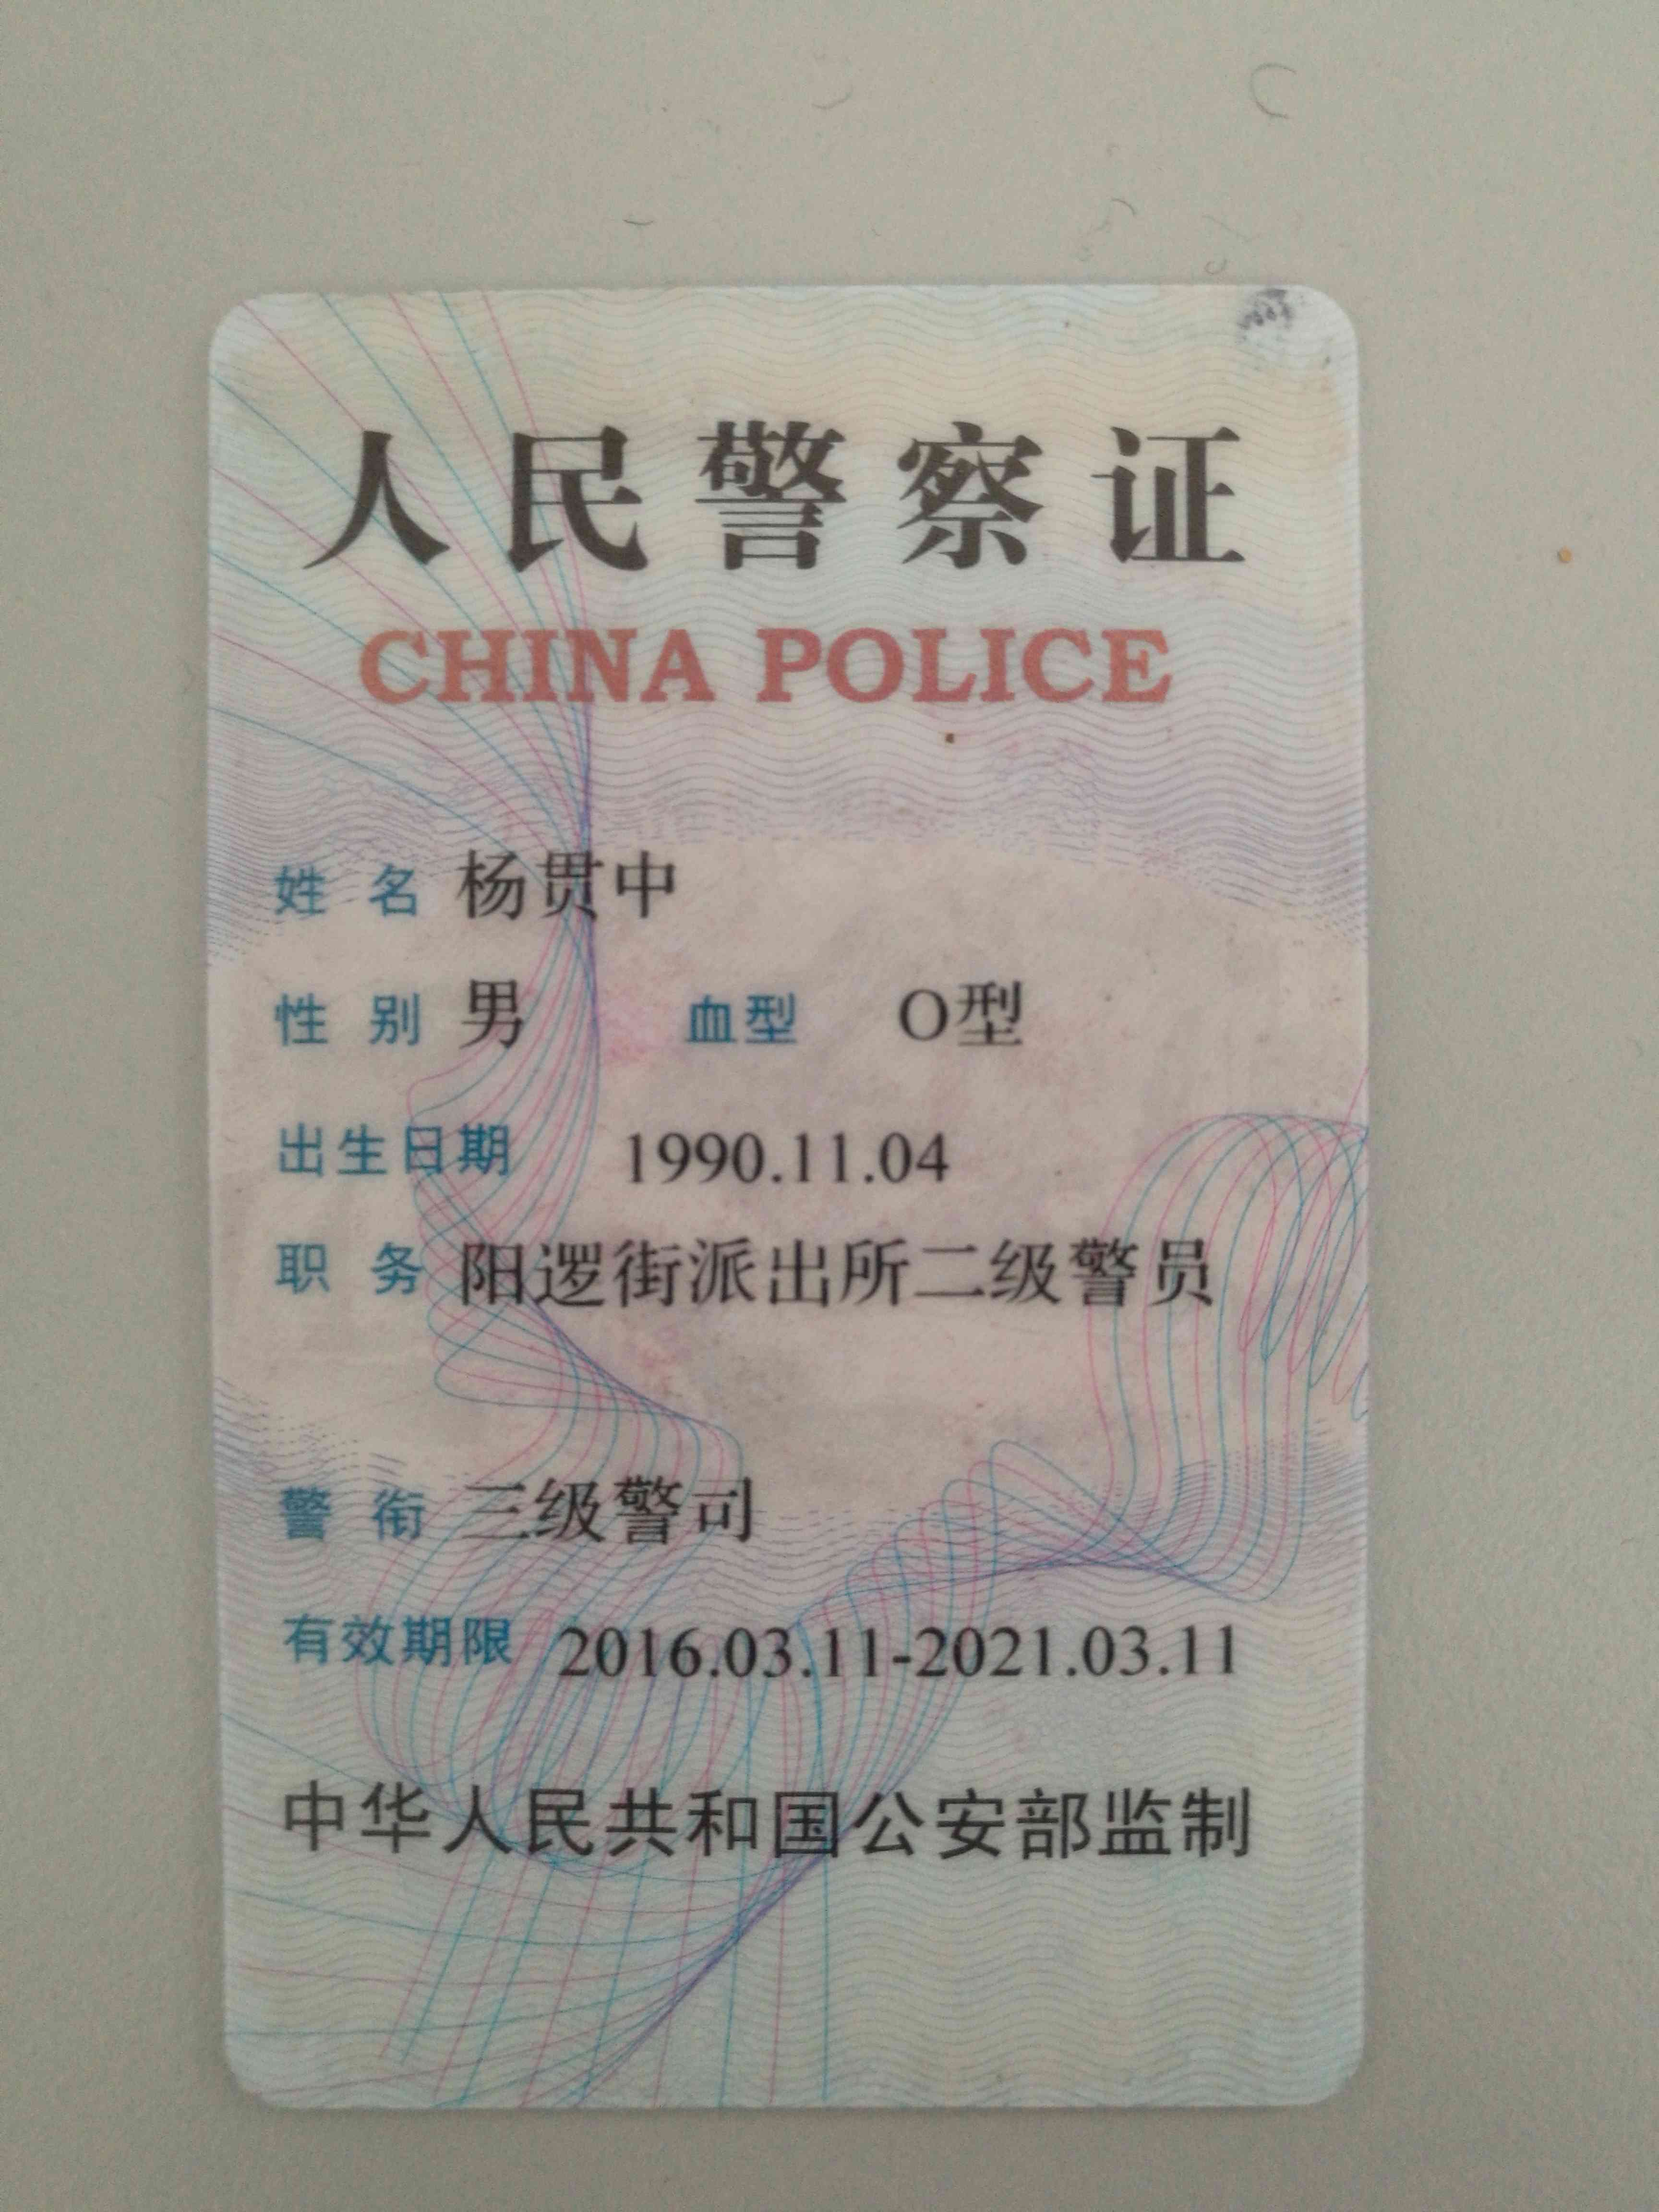 人民警察证
CHINA POLICE
姓 名 杨贯中
性 别 男 血型 O型
出生日期 1990.11.04
职 务 阳逻街派出所二级警员
警 衔 三级警司
有效期限 2016.03.11-2021.03.11
中华人民共和国公安部监制